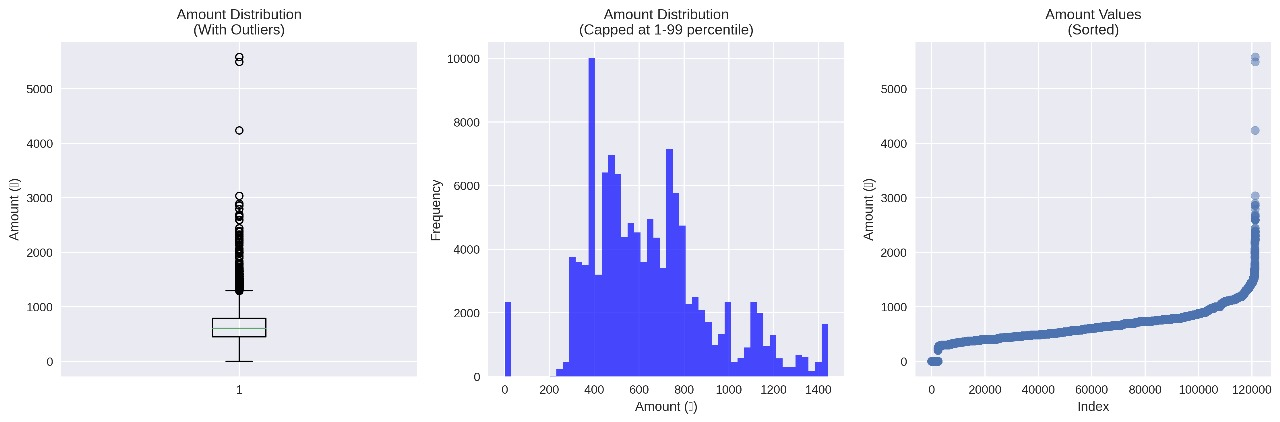 Amount Distribution
(With Outliers)
Amount (▯)
5000
4000
3000
2000
1000
0
1
Amount Distribution
(Capped at 1-99 percentile)
Frequency
10000
8000
6000
4000
2000
0
0 200 400 600 800 1000 1200 1400
Amount (▯)
Amount Values
(Sorted)
Amount (▯)
5000
4000
3000
2000
1000
0
0 20000 40000 60000 80000 100000 120000
Index